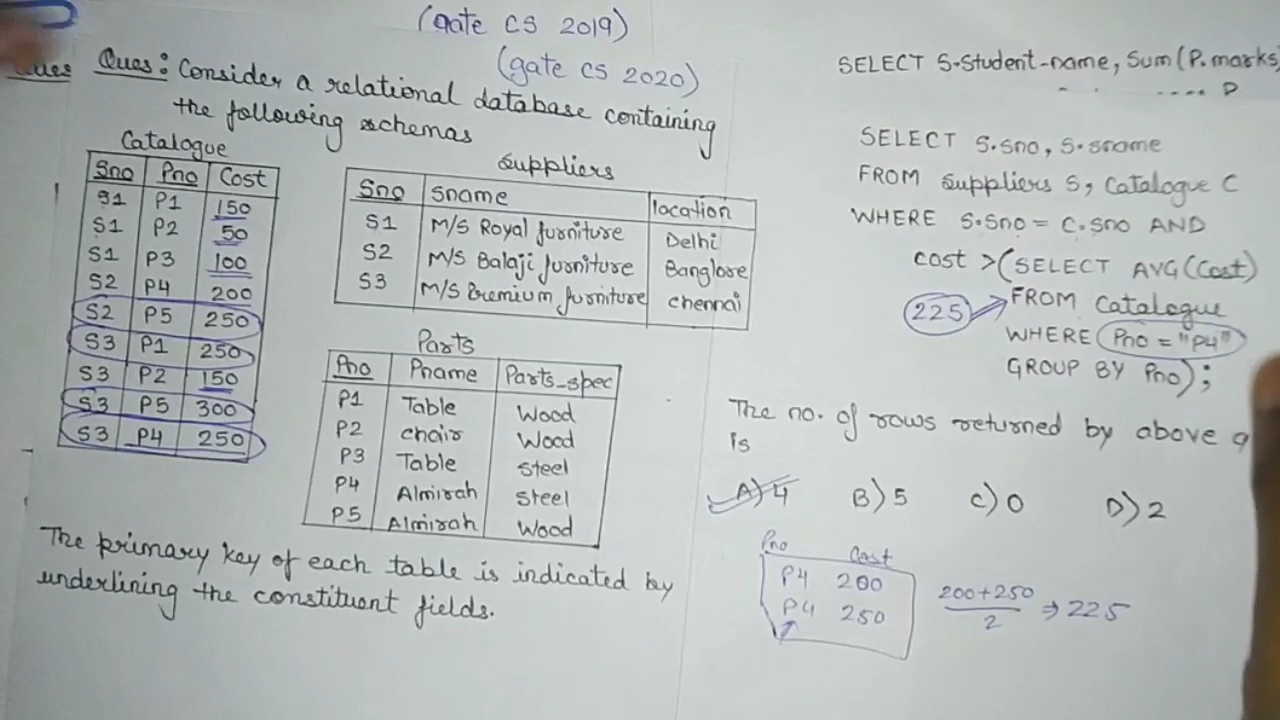 (gate CS 2019)
(gate CS 2020)
Ques Ques: Consider a relational database containing
the following schemas
Catalogue
Sno Pno Cost
S1 P1 150
S1 P2 50
S1 P3 100
S2 P4 200
S2 P5 250
S3 P1 250
S3 P2 150
S3 P5 300
S3 P4 250
Suppliers
Sno Sname location
S1 M/S Royal furniture Delhi
S2 M/S Balaji furniture Banglore
S3 M/S Premium furniture chennai
Parts
Pno Pname Parts_spec
P1 Table Wood
P2 chair Wood
P3 Table Steel
P4 Almirah Steel
P5 Almirah Wood
The primary key of each table is indicated by
underlining the constituent fields.
SELECT S.Student-name, Sum(P.marks)
.... P
SELECT S.sno, S.sname
FROM Suppliers S, Catalogue C
WHERE S.Sno = C.sno AND
cost > (SELECT AVG(Cost)
225 FROM Catalogue
WHERE Pno = "P4"
GROUP BY Pno);
The no. of rows returned by above q
is
A) 4 B) 5 C) 0 D) 2
Pno Cost
P4 200
P4 250
200+250
2
⇒ 225